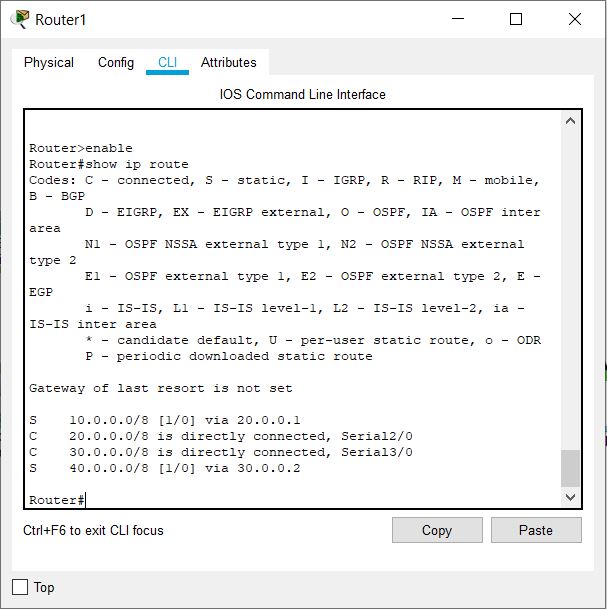 Router1
Physical Config CLI Attributes
IOS Command Line Interface
Router>enable
Router#show ip route
Codes: C - connected, S - static, I - IGRP, R - RIP, M - mobile,
B - BGP
       D - EIGRP, EX - EIGRP external, O - OSPF, IA - OSPF inter
area
       N1 - OSPF NSSA external type 1, N2 - OSPF NSSA external
type 2
       E1 - OSPF external type 1, E2 - OSPF external type 2, E -
EGP
       i - IS-IS, L1 - IS-IS level-1, L2 - IS-IS level-2, ia -
IS-IS inter area
       * - candidate default, U - per-user static route, o - ODR
       P - periodic downloaded static route
Gateway of last resort is not set
S    10.0.0.0/8 [1/0] via 20.0.0.1
C    20.0.0.0/8 is directly connected, Serial2/0
C    30.0.0.0/8 is directly connected, Serial3/0
S    40.0.0.0/8 [1/0] via 30.0.0.2
Router#
Ctrl+F6 to exit CLI focus Copy Paste
Top